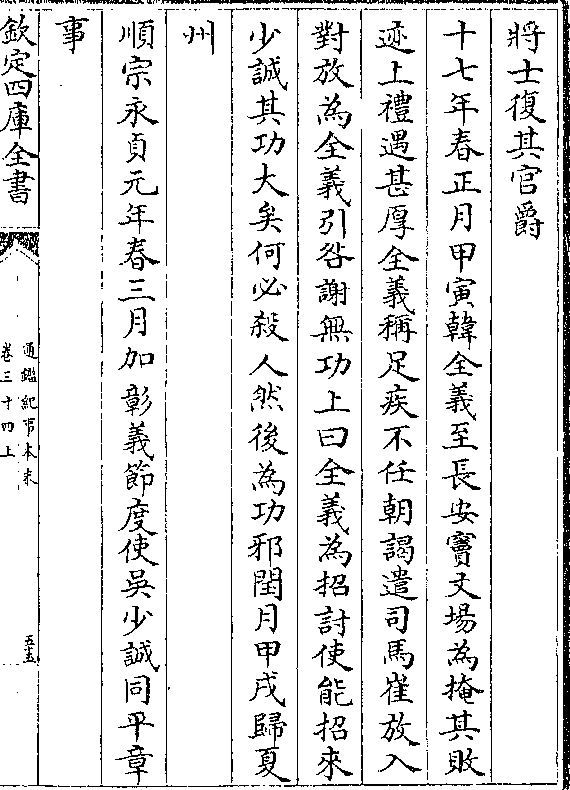 將士復其官爵
十七年春正月甲寅韓全義至長安竇文場為掩其敗
迹上禮遇甚厚全義稱足疾不任朝謁遣司馬崔放入
對放為全義引咎謝無功上曰全義為招討使能招來
少誠其功大矣何必殺人然後為功邪閏月甲戌歸夏
州
順宗永貞元年春三月加彰義節度使吳少誠同平章
事
欽定四庫全書
通鑑紀事本末
卷三十四上
五五